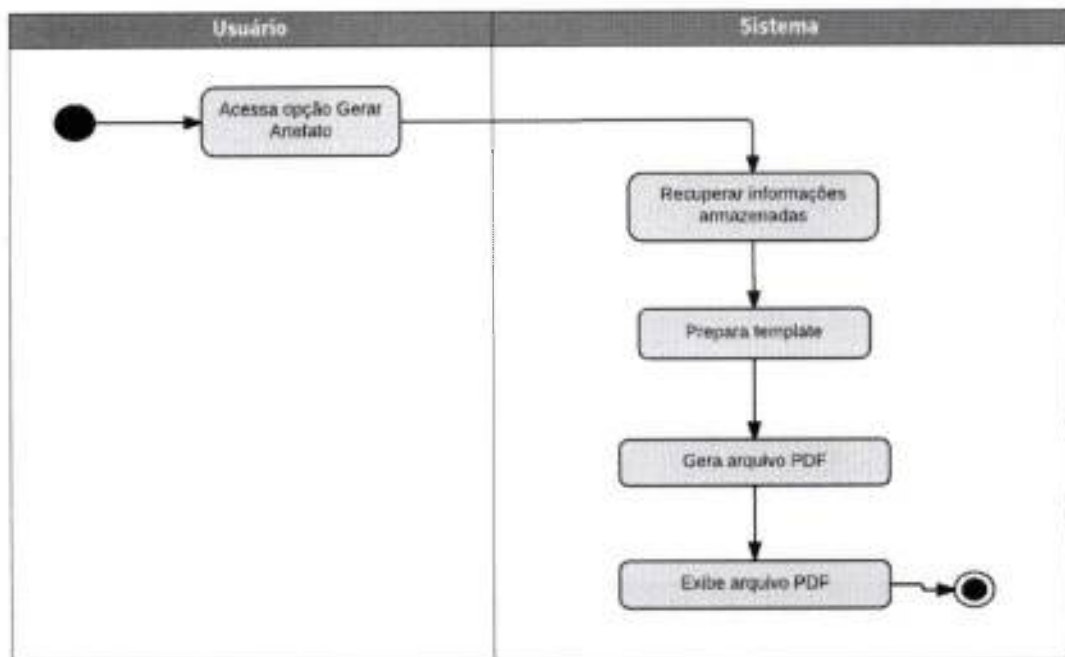 Usuário
Sistema
Acessa opção Gerar
Artefato
Recuperar informações
armazenadas
Prepara template
Gera arquivo PDF
Exibe arquivo PDF